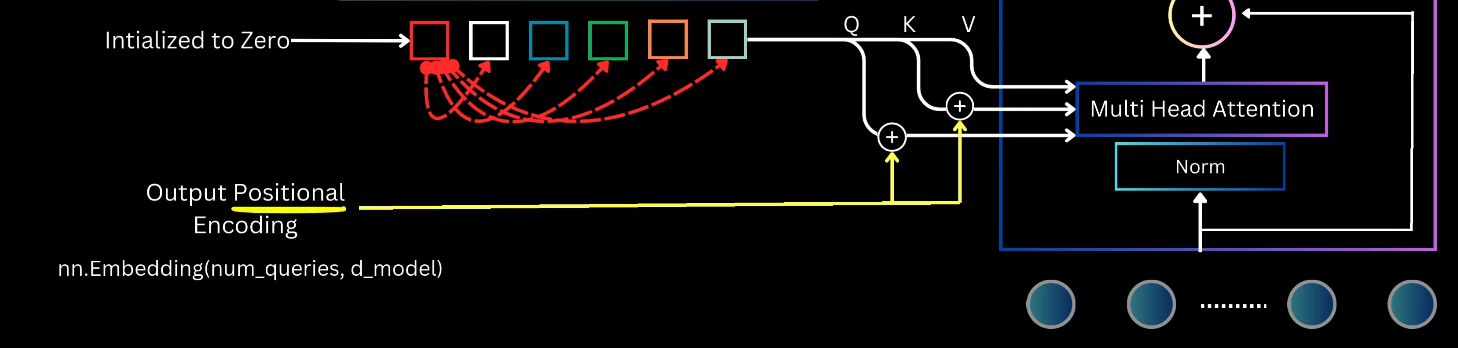 Q K V
+
Intialized to Zero
+
Multi Head Attention
+
Norm
Output Positional
Encoding
nn.Embedding(num_queries, d_model)